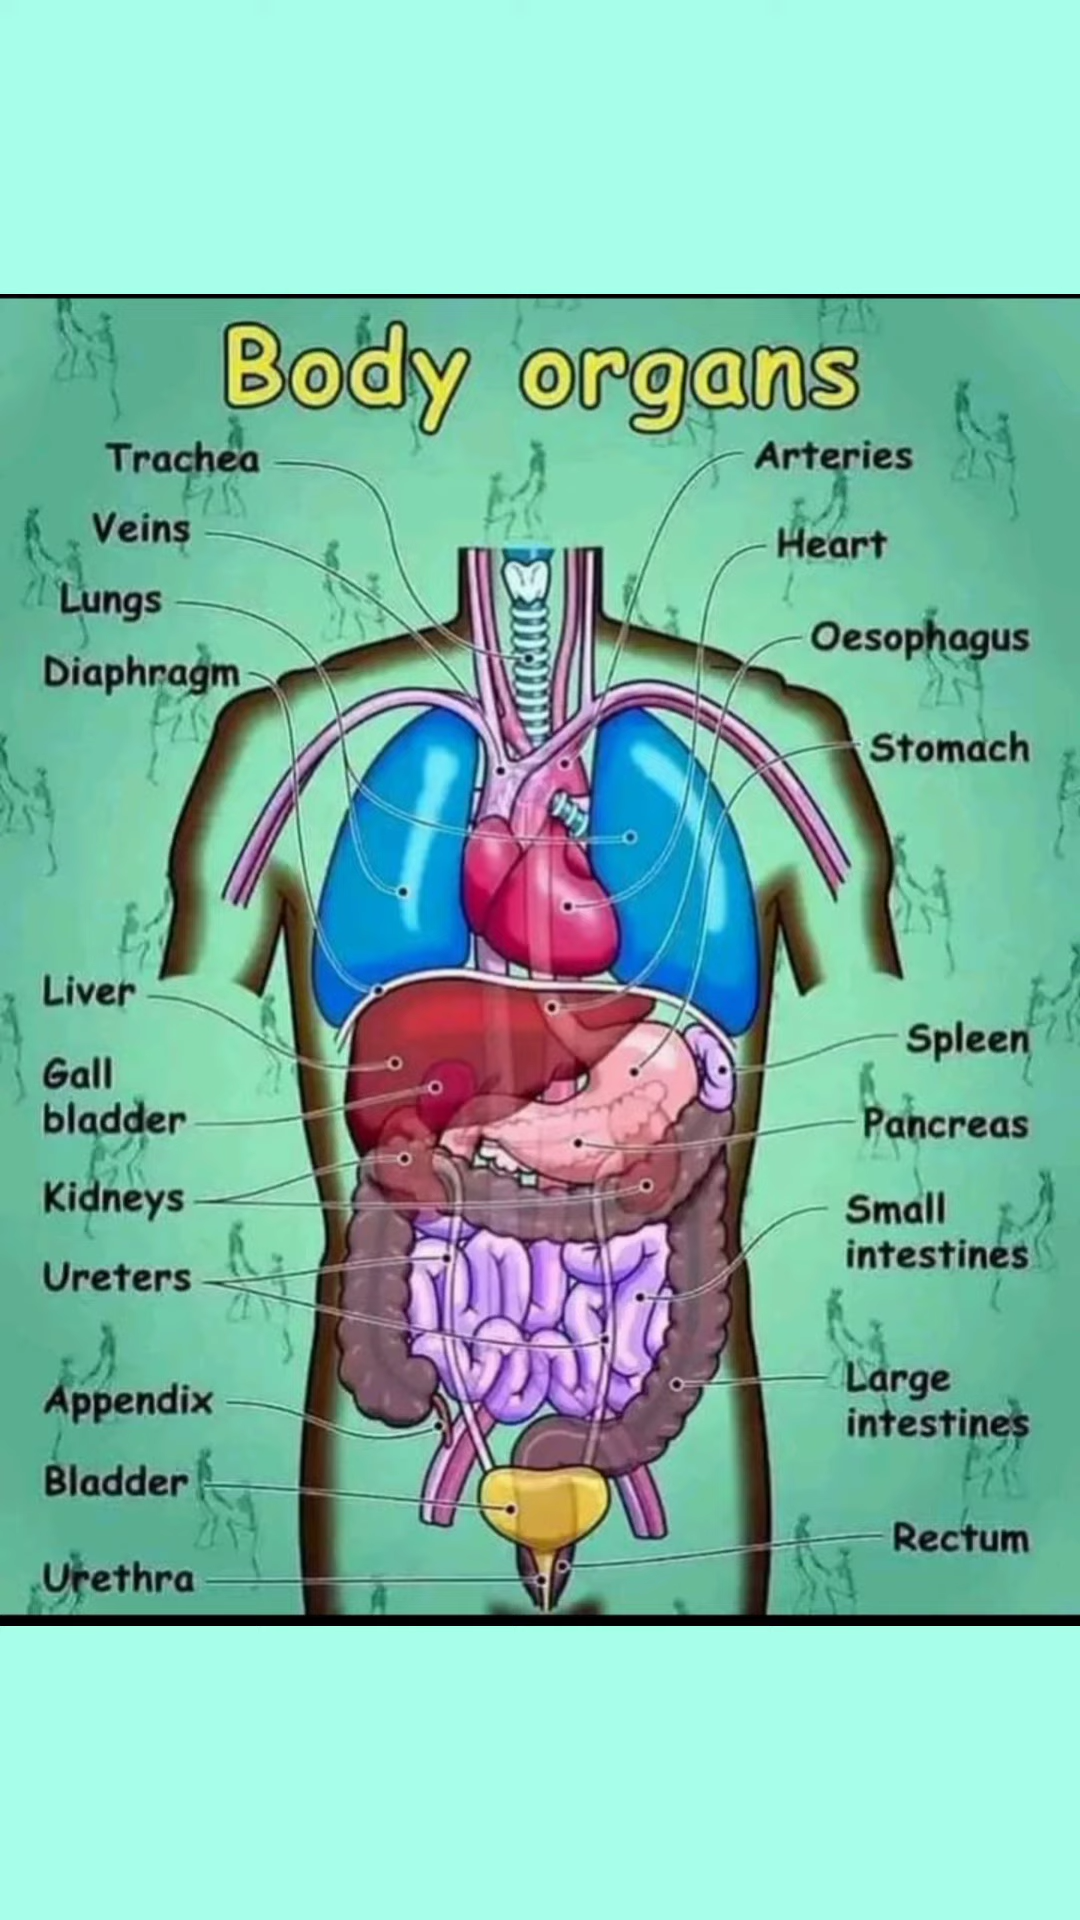 Body organs
Trachea
Veins
Lungs
Diaphragm
Liver
Gall
bladder
Kidneys
Ureters
Appendix
Bladder
Urethra
Arteries
Heart
Oesophagus
Stomach
Spleen
Pancreas
Small
intestines
Large
intestines
Rectum